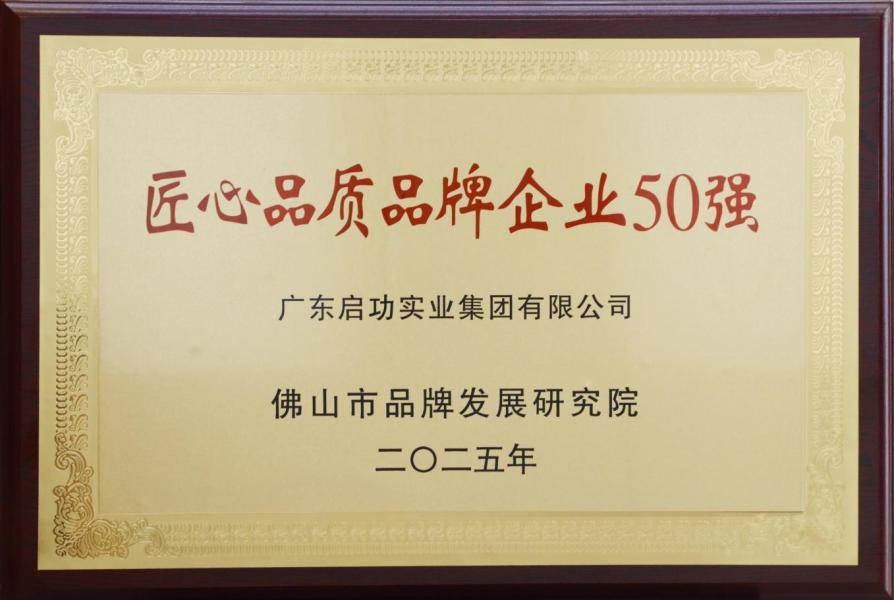 匠心品质品牌企业50强
广东启功实业集团有限公司
佛山市品牌发展研究院
二〇二五年